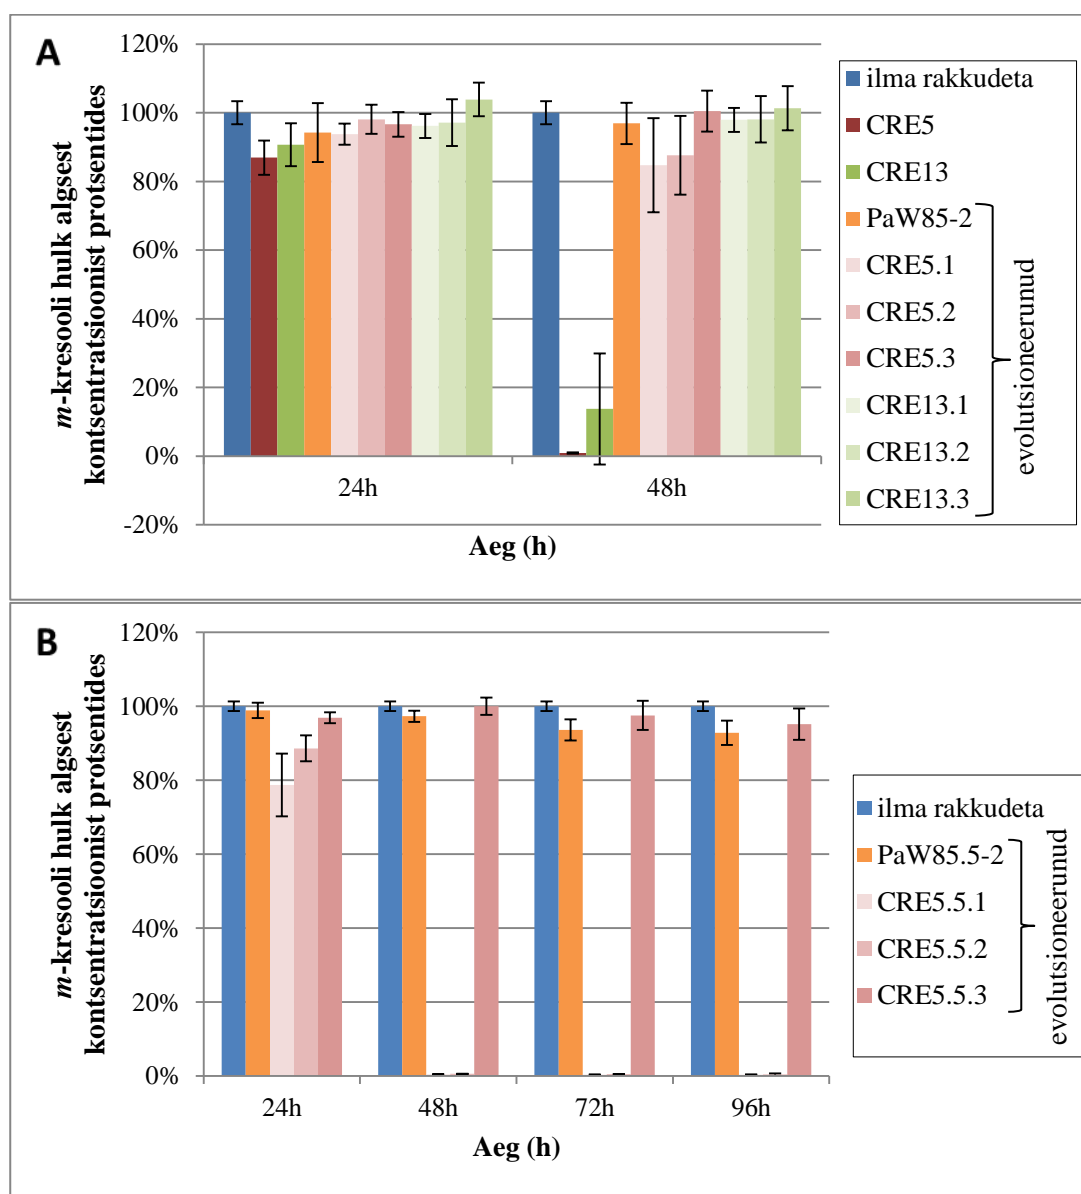 A
m-kresooli hulk algsest
kontsentratsioonist protsentides
120%
100%
80%
60%
40%
20%
0%
-20%
24h
48h
Aeg (h)
ilma rakkudeta
CRE5
CRE13
PaW85-2
CRE5.1
CRE5.2
CRE5.3
CRE13.1
CRE13.2
CRE13.3
evolutsioneerunud
B
m-kresooli hulk algsest
kontsentratsioonist protsentides
120%
100%
80%
60%
40%
20%
0%
24h
48h
72h
96h
Aeg (h)
ilma rakkudeta
PaW85.5-2
CRE5.5.1
CRE5.5.2
CRE5.5.3
evolutsioneerunud